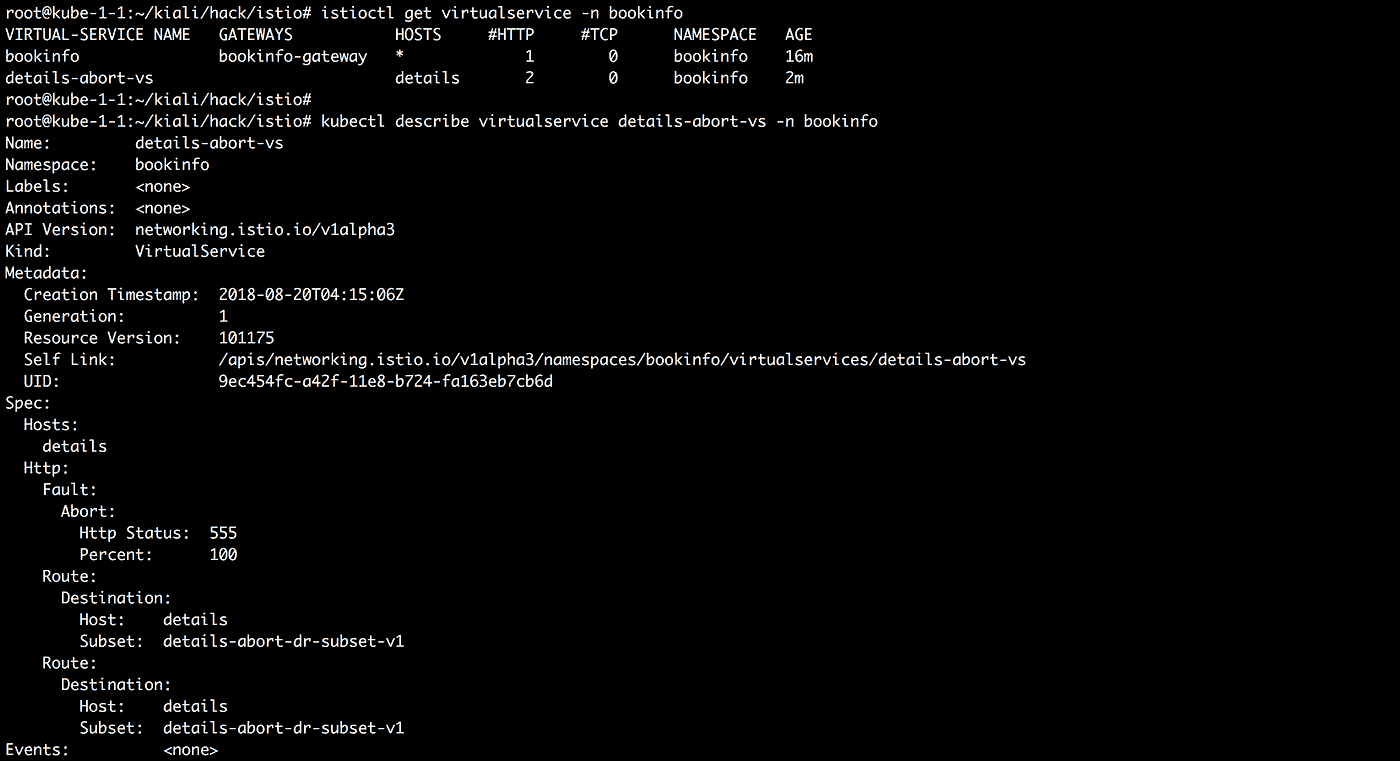 root@kube-1-1:~/kiali/hack/istio# istioctl get virtualservice -n bookinfo
VIRTUAL-SERVICE NAME   GATEWAYS           HOSTS     #HTTP     #TCP      NAMESPACE   AGE
bookinfo               bookinfo-gateway   *             1        0      bookinfo    16m
details-abort-vs                          details       2        0      bookinfo    2m
root@kube-1-1:~/kiali/hack/istio#
root@kube-1-1:~/kiali/hack/istio# kubectl describe virtualservice details-abort-vs -n bookinfo
Name:         details-abort-vs
Namespace:    bookinfo
Labels:       <none>
Annotations:  <none>
API Version:  networking.istio.io/v1alpha3
Kind:         VirtualService
Metadata:
  Creation Timestamp:  2018-08-20T04:15:06Z
  Generation:          1
  Resource Version:    101175
  Self Link:           /apis/networking.istio.io/v1alpha3/namespaces/bookinfo/virtualservices/details-abort-vs
  UID:                 9ec454fc-a42f-11e8-b724-fa163eb7cb6d
Spec:
  Hosts:
    details
  Http:
    Fault:
      Abort:
        Http Status:  555
        Percent:      100
    Route:
      Destination:
        Host:    details
        Subset:  details-abort-dr-subset-v1
    Route:
      Destination:
        Host:    details
        Subset:  details-abort-dr-subset-v1
Events:          <none>